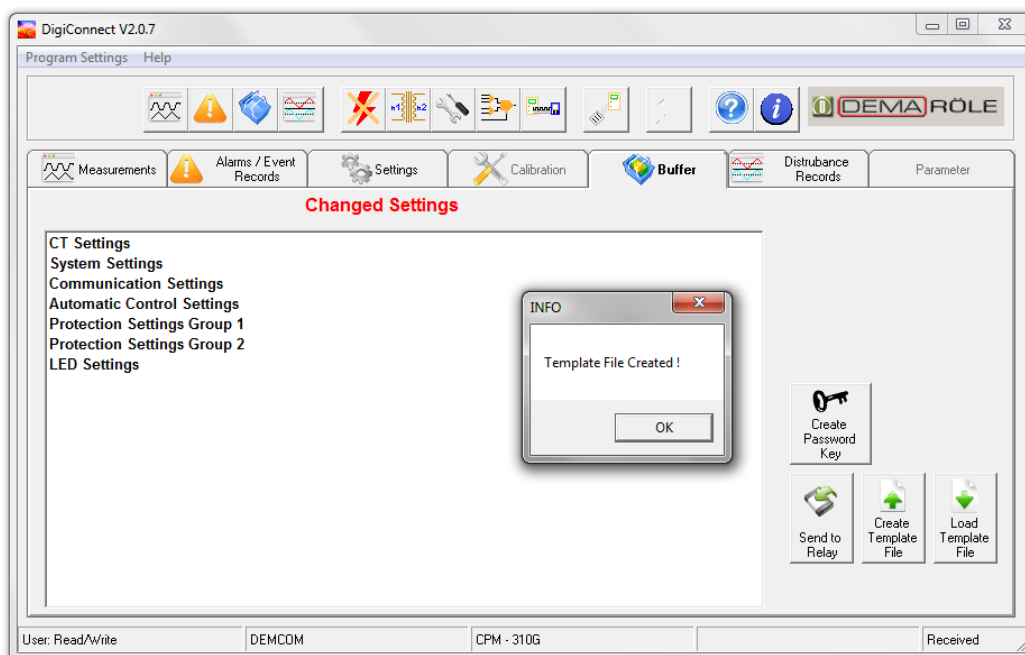 DigiConnect V2.0.7
Program Settings Help
h1 h2
DEMA RÖLE
Measurements
Alarms / Event
Records
Settings
Calibration
Buffer
Distrubance
Records
Parameter
Changed Settings
CT Settings
System Settings
Communication Settings
Automatic Control Settings
Protection Settings Group 1
Protection Settings Group 2
LED Settings
INFO
Template File Created !
OK
Create
Password
Key
Send to
Relay
Create
Template
File
Load
Template
File
User: Read/Write
DEMCOM
CPM - 310G
Received